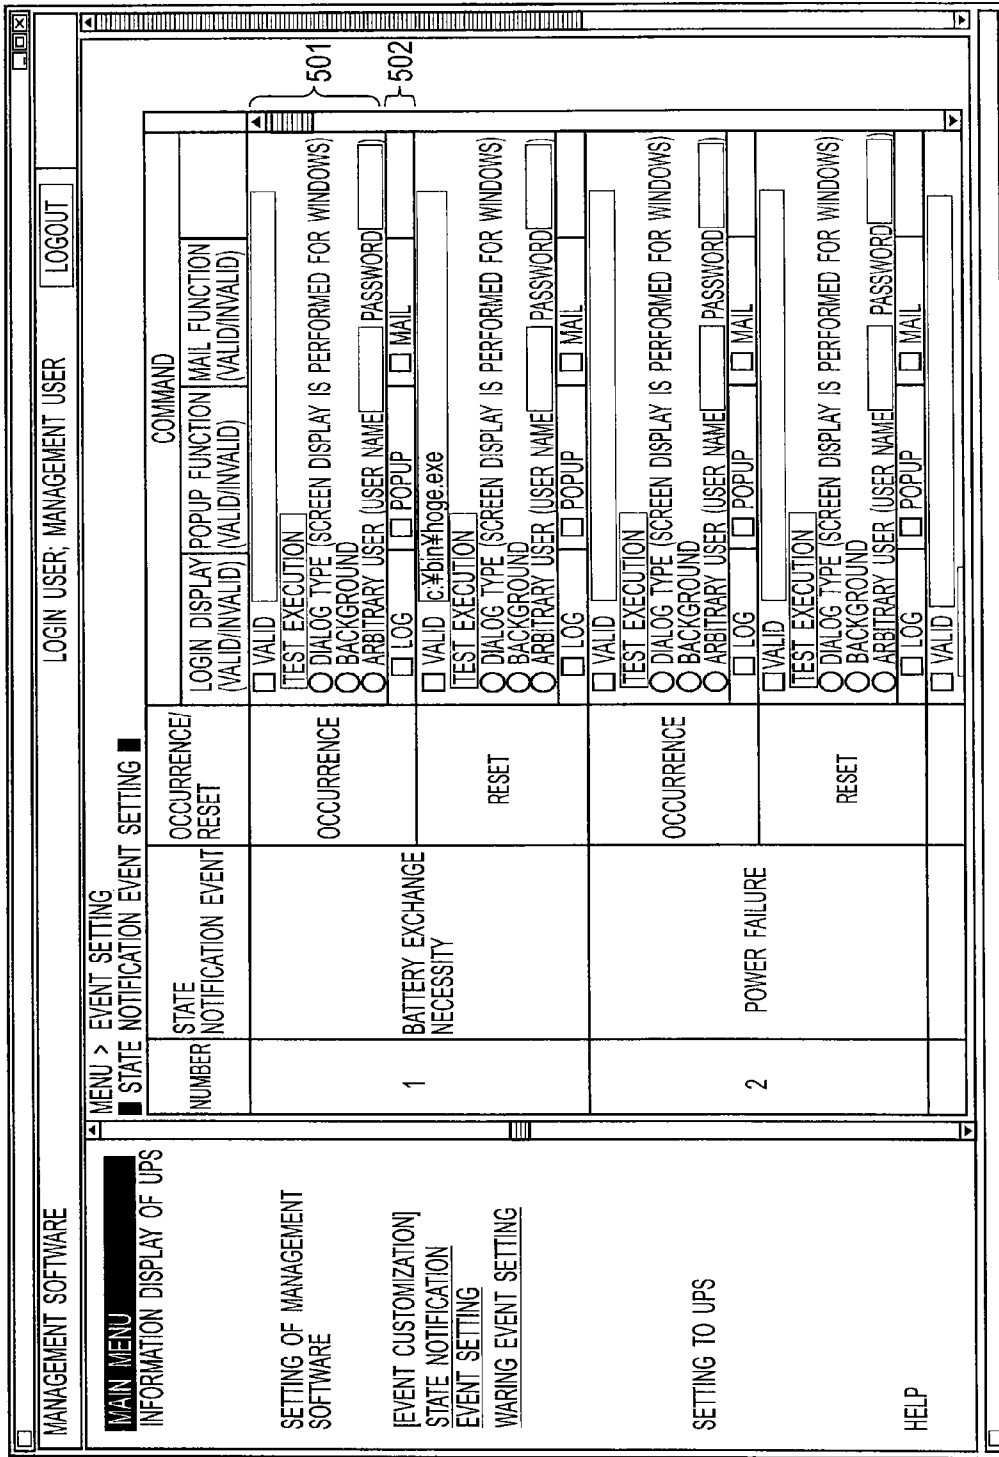 MANAGEMENT SOFTWARE
LOGIN USER; MANAGEMENT USER
LOGOUT
MAIN MENU
INFORMATION DISPLAY OF UPS
SETTING OF MANAGEMENT
SOFTWARE
[EVENT CUSTOMIZATION]
STATE NOTIFICATION
EVENT SETTING
WARING EVENT SETTING
SETTING TO UPS
HELP
MENU > EVENT SETTING
■ STATE NOTIFICATION EVENT SETTING ■
NUMBER
STATE
NOTIFICATION EVENT
OCCURRENCE/
RESET
COMMAND
LOGIN DISPLAY
(VALID/INVALID)
POPUP FUNCTION
(VALID/INVALID)
MAIL FUNCTION
(VALID/INVALID)
1
BATTERY EXCHANGE
NECESSITY
OCCURRENCE
VALID
TEST EXECUTION
DIALOG TYPE (SCREEN DISPLAY IS PERFORMED FOR WINDOWS)
BACKGROUND
ARBITRARY USER (USER NAME PASSWORD )
501
LOG POPUP MAIL
502
RESET
VALID c:¥bin¥hoge.exe
TEST EXECUTION
DIALOG TYPE (SCREEN DISPLAY IS PERFORMED FOR WINDOWS)
BACKGROUND
ARBITRARY USER (USER NAME PASSWORD )
LOG POPUP MAIL
2
POWER FAILURE
OCCURRENCE
VALID
TEST EXECUTION
DIALOG TYPE (SCREEN DISPLAY IS PERFORMED FOR WINDOWS)
BACKGROUND
ARBITRARY USER (USER NAME PASSWORD )
LOG POPUP MAIL
RESET
VALID
TEST EXECUTION
DIALOG TYPE (SCREEN DISPLAY IS PERFORMED FOR WINDOWS)
BACKGROUND
ARBITRARY USER (USER NAME PASSWORD )
LOG POPUP MAIL
VALID